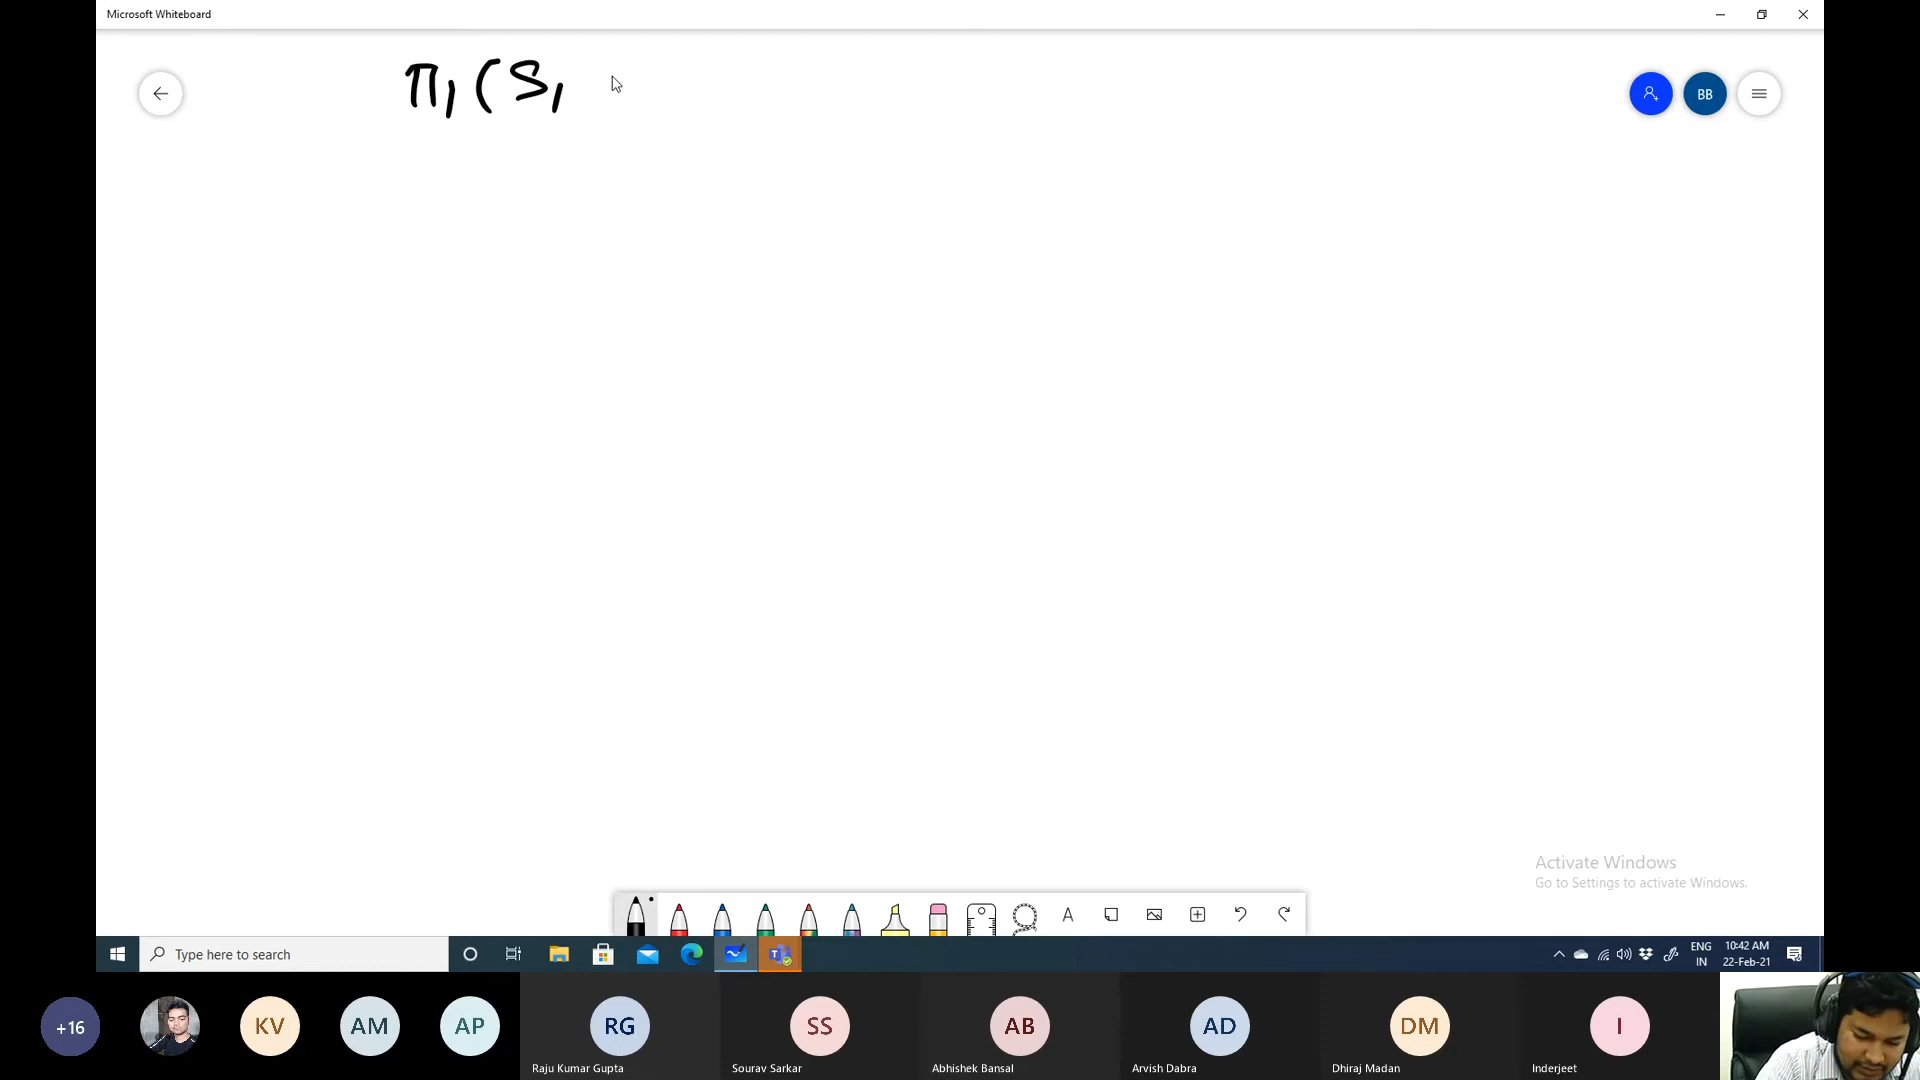 Microsoft Whiteboard
π, (S,
BB
Activate Windows
Go to Settings to activate Windows.
A
Type here to search
ENG
IN
10:42 AM
22-Feb-21
+16
KV
AM
AP
RG
SS
AB
AD
DM
I
Raju Kumar Gupta
Sourav Sarkar
Abhishek Bansal
Arvish Dabra
Dhiraj Madan
Inderjeet